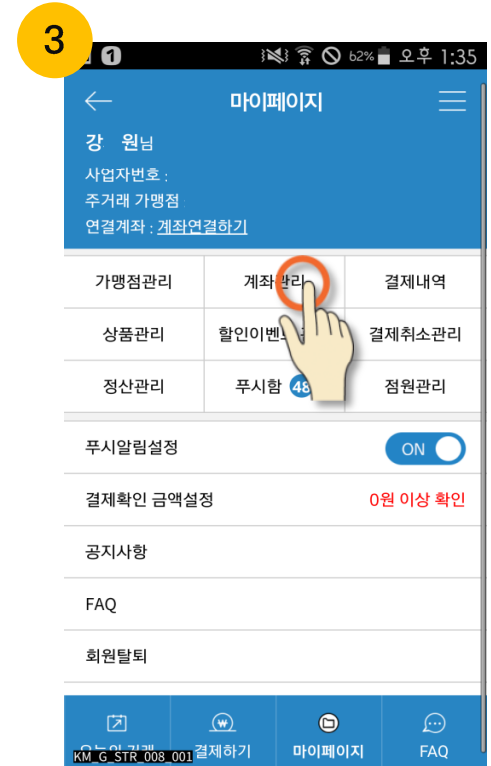 3
1 62% 오후 1:35
마이페이지
강 원님
사업자번호 :
주거래 가맹점 :
연결계좌 : 계좌연결하기
가맹점관리 계좌관리 결제내역
상품관리 할인이벤트 결제취소관리
정산관리 푸시함 48 점원관리
푸시알림설정 ON
결제확인 금액설정 0원 이상 확인
공지사항
FAQ
회원탈퇴
결제하기 마이페이지 FAQ
KM_G_STR_008_001